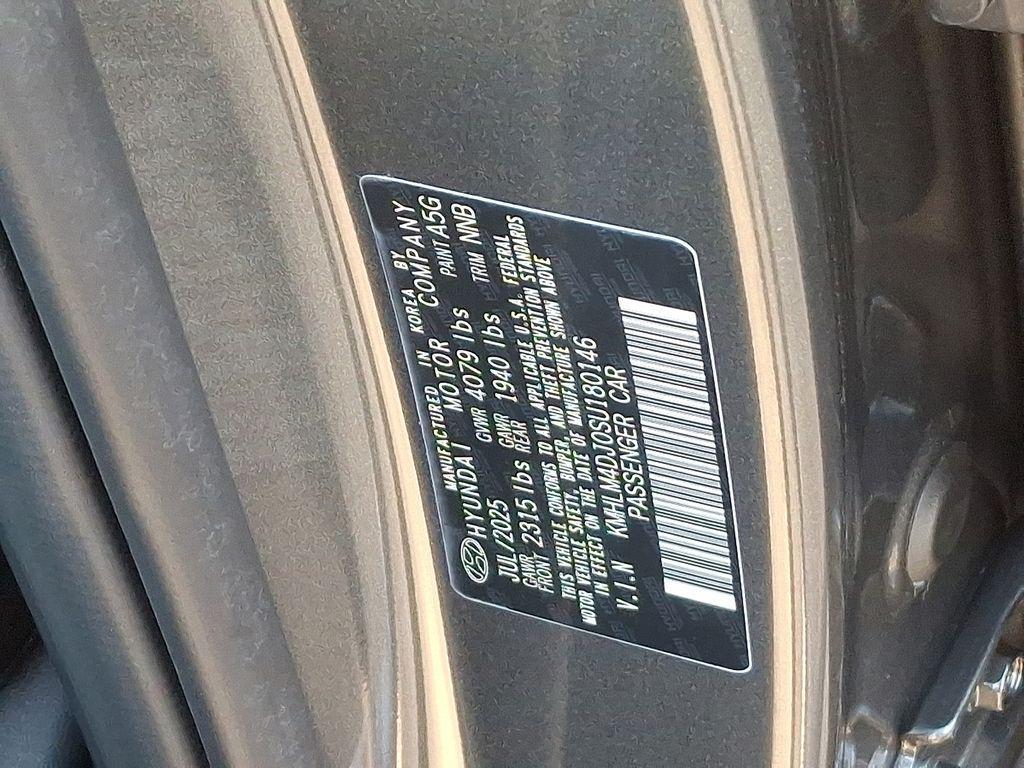 MANUFACTURED IN KOREA BY
HYUNDAI MOTOR COMPANY
JUL/2025 GVWR 4079 lbs PAINT A5G
GAWR FRONT 2315 lbs GAWR REAR 1940 lbs TRIM NNB
THIS VEHICLE CONFORMS TO ALL APPLICABLE U.S.A. FEDERAL
MOTOR VEHICLE SAFETY, BUMPER, AND THEFT PREVENTION STANDARDS
IN EFFECT ON THE DATE OF MANUFACTURE SHOWN ABOVE
V.I.N KMHLM4DJ0SU180146
PASSENGER CAR